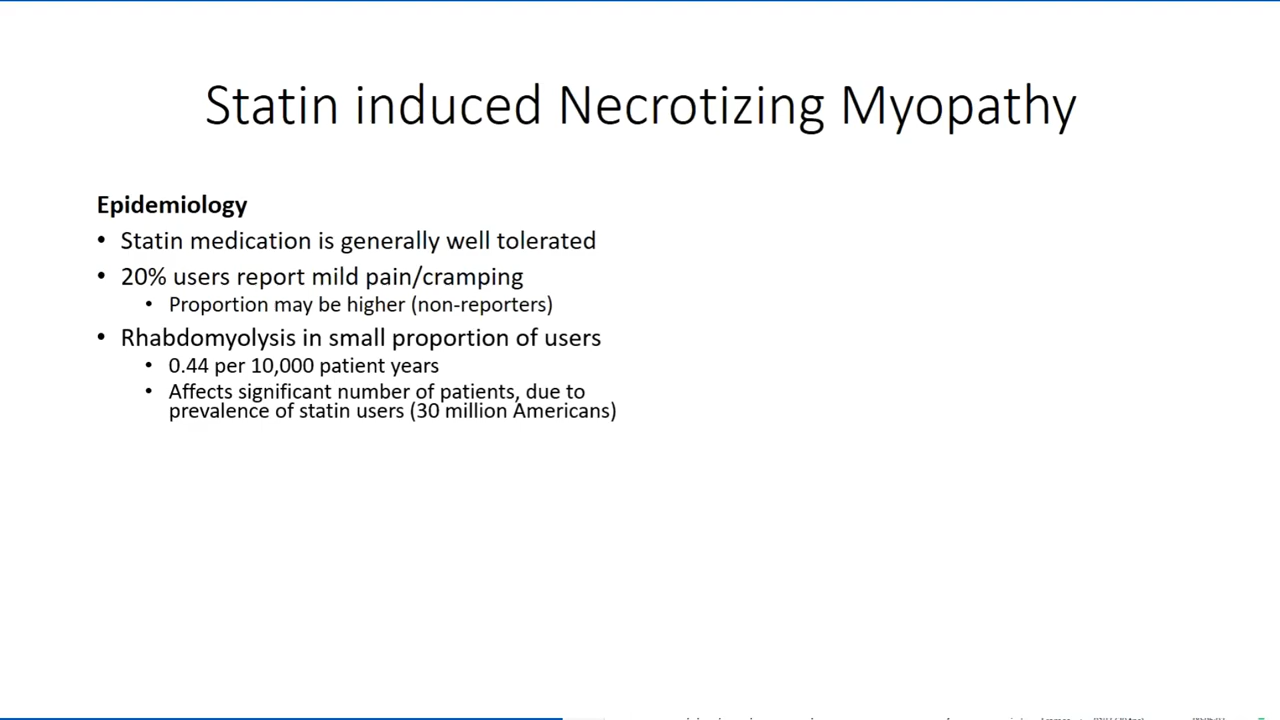 Statin induced Necrotizing Myopathy
Epidemiology
• Statin medication is generally well tolerated
• 20% users report mild pain/cramping
• Proportion may be higher (non-reporters)
• Rhabdomyolysis in small proportion of users
• 0.44 per 10,000 patient years
• Affects significant number of patients, due to
prevalence of statin users (30 million Americans)